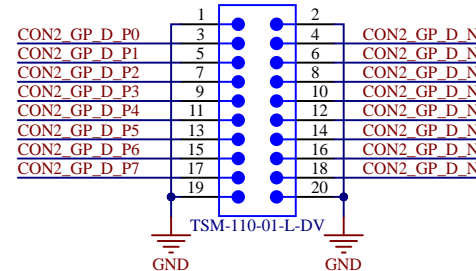 1 2
CON2_GP_D_P0 3 4 CON2_GP_D_N
CON2_GP_D_P1 5 6 CON2_GP_D_N
CON2_GP_D_P2 7 8 CON2_GP_D_N
CON2_GP_D_P3 9 10 CON2_GP_D_N
CON2_GP_D_P4 11 12 CON2_GP_D_N
CON2_GP_D_P5 13 14 CON2_GP_D_N
CON2_GP_D_P6 15 16 CON2_GP_D_N
CON2_GP_D_P7 17 18 CON2_GP_D_N
19 20
TSM-110-01-L-DV
GND GND